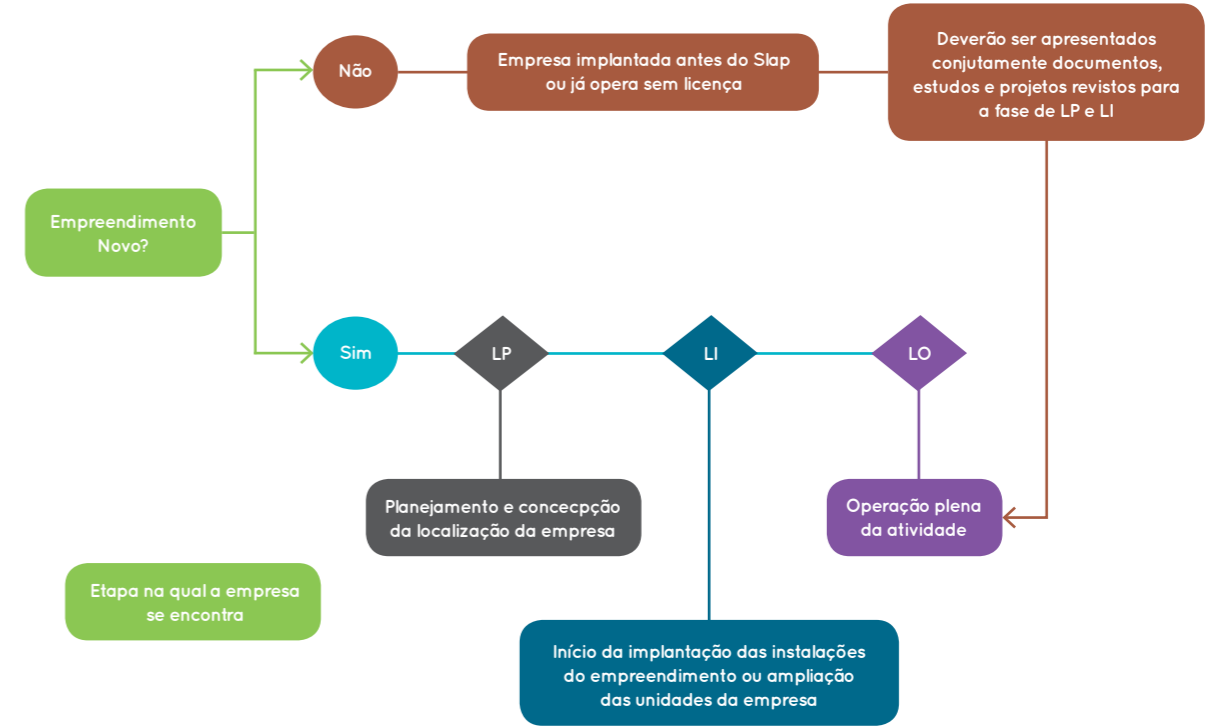 Não
Empresa implantada antes do Slap
ou já opera sem licença
Deverão ser apresentados
conjutamente documentos,
estudos e projetos revistos para
a fase de LP e LI
Empreendimento
Novo?
Sim
LP
LI
LO
Planejamento e concecpção
da localização da empresa
Operação plena
da atividade
Etapa na qual a empresa
se encontra
Início da implantação das instalações
do empreendimento ou ampliação
das unidades da empresa